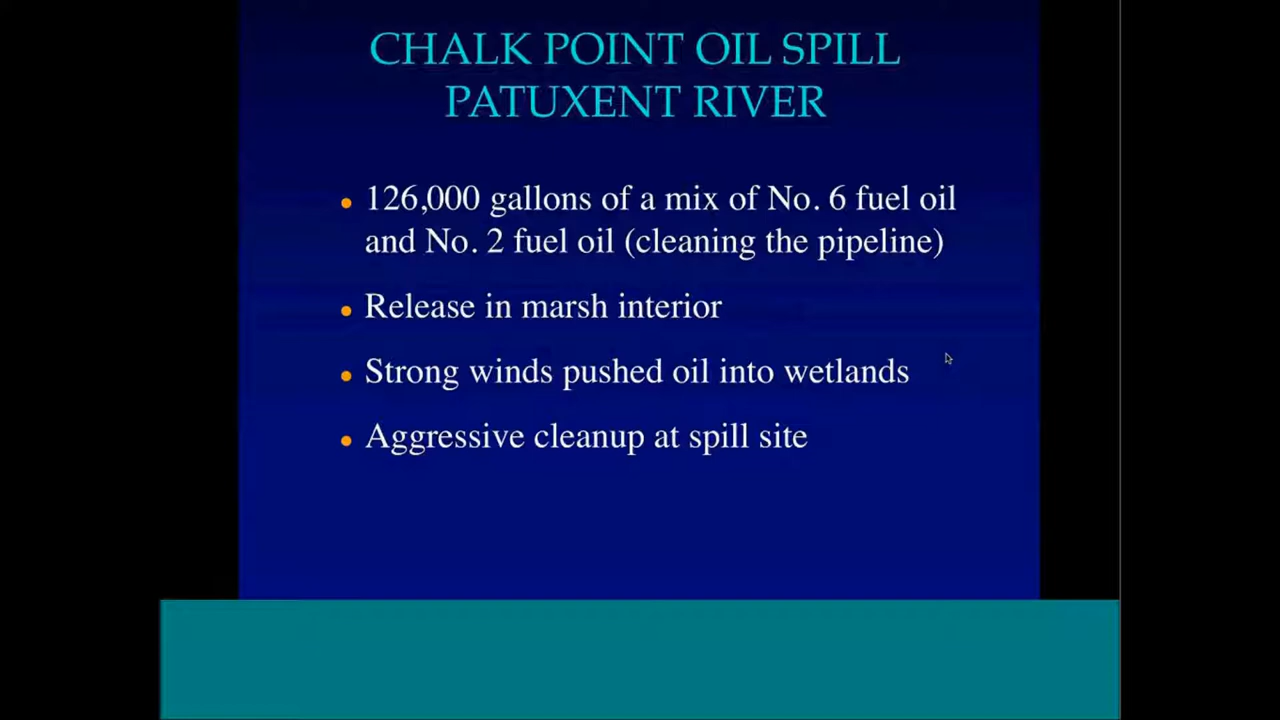 CHALK POINT OIL SPILL
PATUXENT RIVER
• 126,000 gallons of a mix of No. 6 fuel oil
and No. 2 fuel oil (cleaning the pipeline)
• Release in marsh interior
• Strong winds pushed oil into wetlands
• Aggressive cleanup at spill site